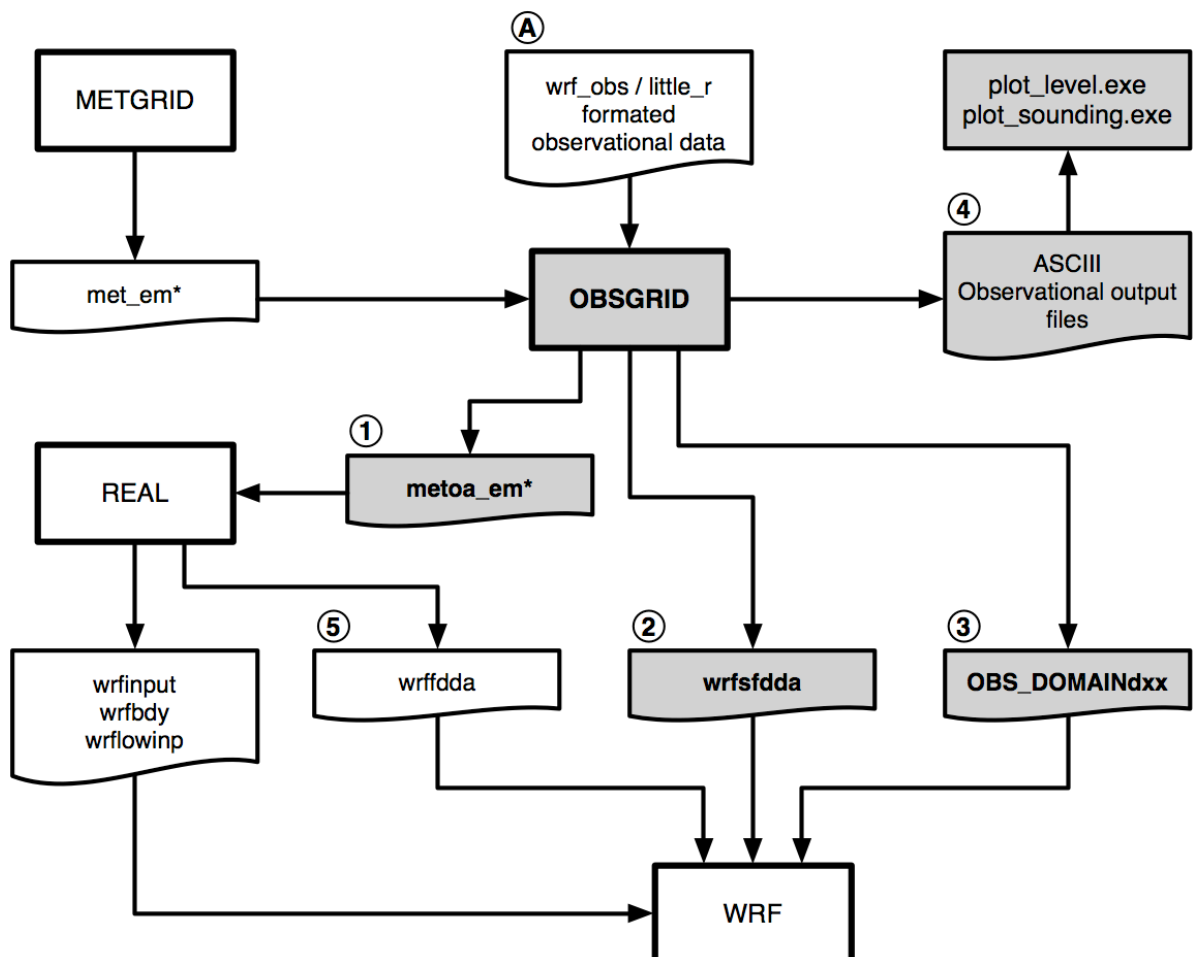 METGRID
Ⓐ
wrf_obs / little_r
formated
observational data
plot_level.exe
plot_sounding.exe
④
met_em*
OBSGRID
ASCIII
Observational output
files
①
REAL
metoa_em*
⑤
②
③
wrfinput
wrfbdy
wrflowinp
wrffdda
wrfsfdda
OBS_DOMAINdxx
WRF